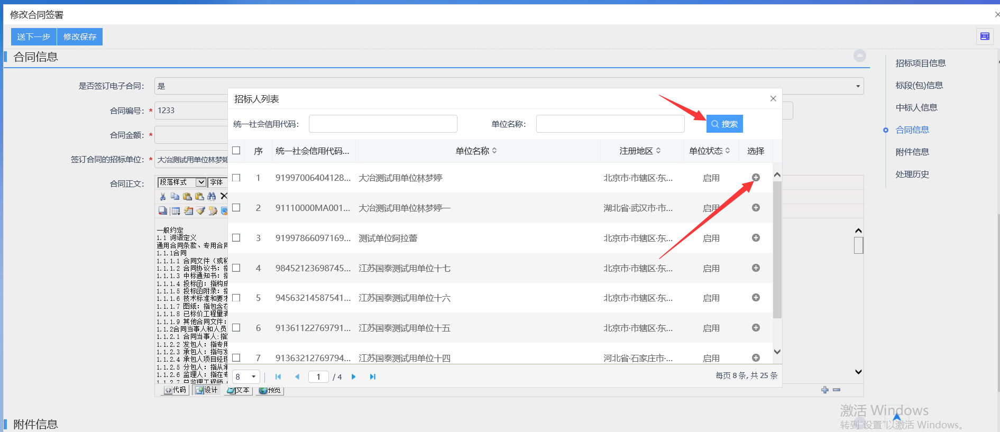 修改合同签署
送下一步 修改保存
合同信息
是否签订电子合同： 是
合同编号： * 1233
合同金额： *
签订合同的招标单位： * 大冶测试用单位林梦婷
合同正文：
段落样式 字体
一般约定
1.1 词语定义
通用合同条款、专用合同
1.1.1合同
1.1.1.1 合同文件（或称
1.1.1.2 合同协议书：指
1.1.1.3 中标通知书：指
1.1.1.4 投标函：指构成
1.1.1.5 投标函附录：指
1.1.1.6 技术标准和要求
1.1.1.7 图纸：指包含在
1.1.1.8 已标价工程量清
1.1.1.9 其他合同文件：
1.1.2合同当事人和人员
1.1.2.1 合同当事人:指
1.1.2.2 发包人：指专用
1.1.2.3 承包人：指与发
1.1.2.4 承包人项目经理
1.1.2.5 分包人：指从承
1.1.2.6 监理人：指在专
1.1.2.7 总监理工程师
代码 设计 文本 预览
招标人列表
统一社会信用代码： 单位名称： 搜索
序 统一社会信用代码... 单位名称 注册地区 单位状态 选择
1 91997006404128... 大冶测试用单位林梦婷 北京市·市辖区·东... 启用
2 91110000MA001... 大冶测试用单位林梦婷一 湖北省·武汉市·市... 启用
3 91997866097169... 测试单位阿拉蕾 北京市·市辖区·东... 启用
4 98452123698745... 江苏国泰测试用单位十七 北京市·市辖区·东... 启用
5 94563214587541... 江苏国泰测试用单位十六 北京市·市辖区·东... 启用
6 91361122769791... 江苏国泰测试用单位十五 北京市·市辖区·东... 启用
7 91363212769794... 江苏国泰测试用单位十四 河北省·石家庄市·... 启用
8 1 / 4 每页 8 条, 共 25 条
招标项目信息
标段(包)信息
中标人信息
合同信息
附件信息
处理历史
附件信息
激活 Windows
转到"设置"以激活 Windows。